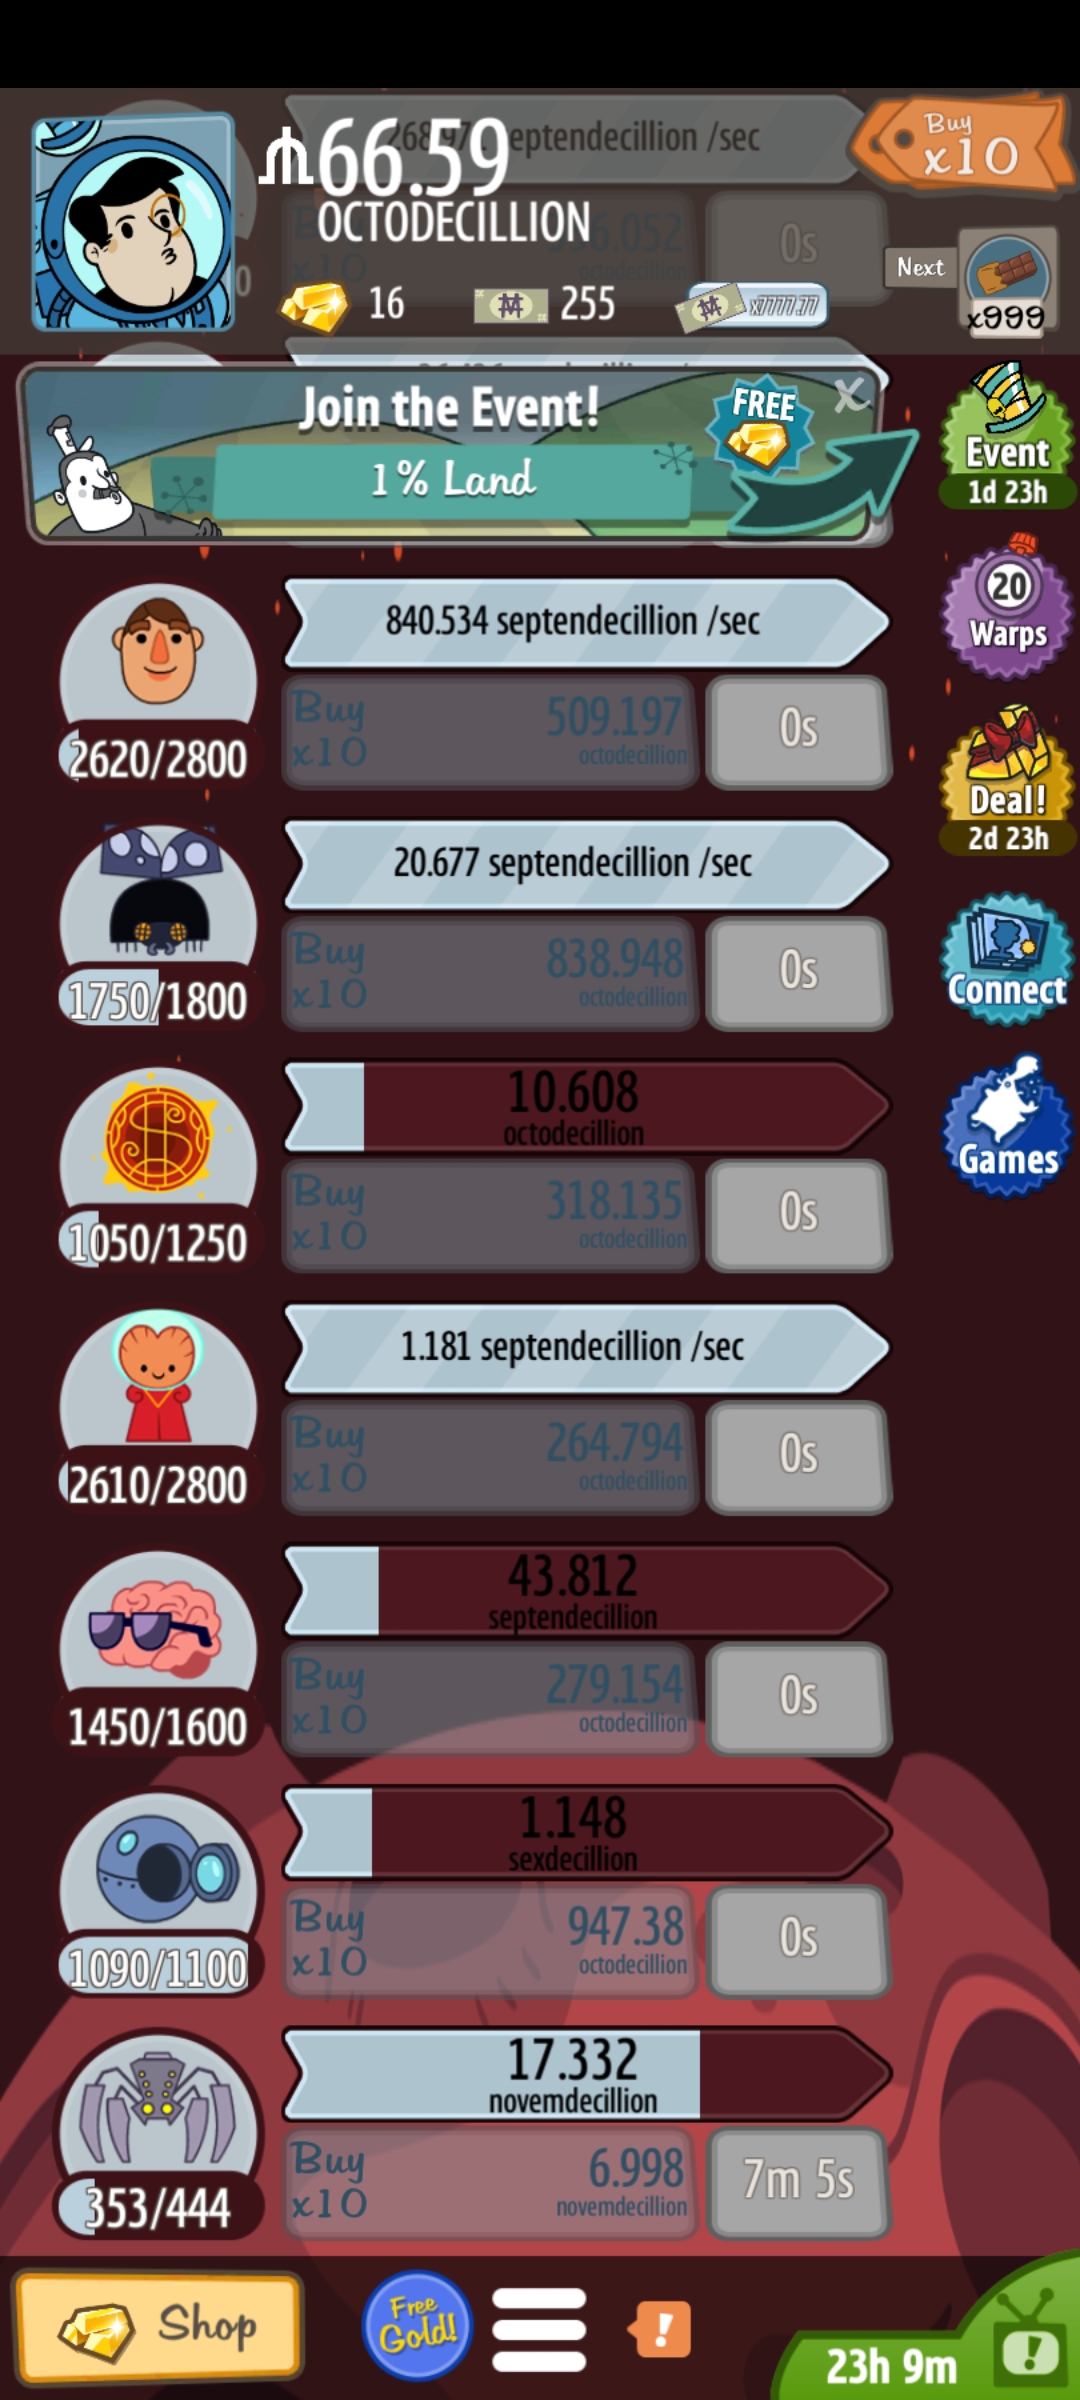 septendecillion /sec
66.59
OCTODECILLION
Buy
x10
0s
Next
x999
16
255
x7777.77
Join the Event!
1% Land
FREE
X
Event
1d 23h
840.534 septendecillion /sec
Buy
x10
509.197
octodecillion
0s
2620/2800
20
Warps
Deal!
2d 23h
20.677 septendecillion /sec
Buy
x10
838.948
octodecillion
0s
1750/1800
Connect
10.608
octodecillion
Buy
x10
318.135
octodecillion
0s
1050/1250
Games
1.181 septendecillion /sec
Buy
x10
264.794
octodecillion
0s
2610/2800
43.812
septendecillion
Buy
x10
279.154
octodecillion
0s
1450/1600
1.148
sexdecillion
Buy
x10
947.38
octodecillion
0s
1090/1100
17.332
novemdecillion
Buy
x10
6.998
novemdecillion
7m 5s
353/444
Shop
Free
Gold!
!
23h 9m
!